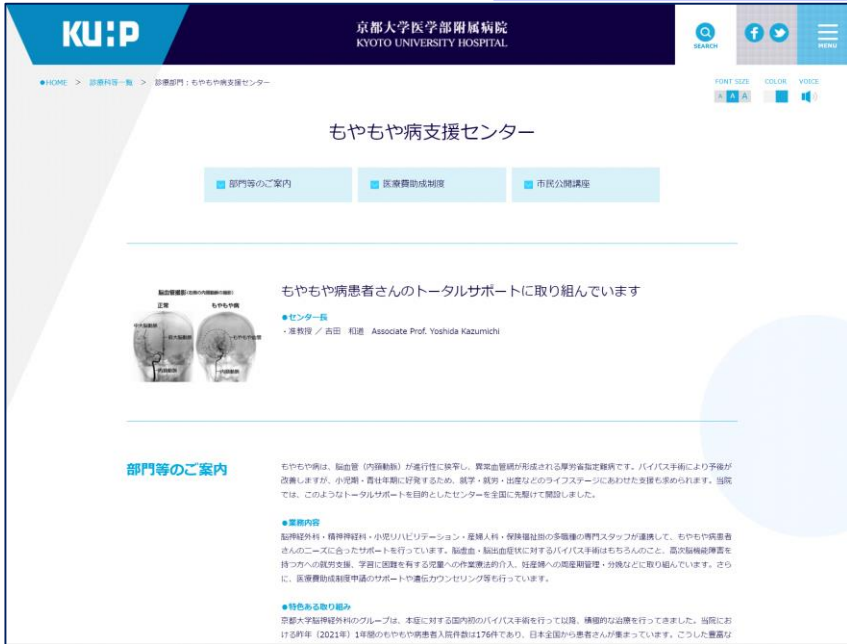 KU:P
京都大学医学部附属病院
KYOTO UNIVERSITY HOSPITAL
SEARCH
MENU
●HOME > 診療科等一覧 > 診療部門：もやもや病支援センター
FONT SIZE COLOR VOICE
A A A
もやもや病支援センター
部門等のご案内
医療費助成制度
市民公開講座
脳血管撮影
正常 もやもや病
もやもや病患者さんのトータルサポートに取り組んでいます
●センター長
・准教授 ／ 吉田 和道 Associate Prof. Yoshida Kazumichi
部門等のご案内
もやもや病は、脳血管（内頚動脈）が進行性に狭窄し、異常血管網が形成される厚労省指定難病です。バイパス手術により予後が
改善しますが、小児期・青壮年期に好発するため、就学・就労・出産などのライフステージにあわせた支援も求められます。当院
では、このようなトータルサポートを目的としたセンターを全国に先駆けて開設しました。
●業務内容
脳神経外科・精神神経科・小児リハビリテーション・産婦人科・保険福祉掛の多職種の専門スタッフが連携して、もやもや病患者
さんのニーズに合ったサポートを行っています。脳虚血・脳出血症状に対するバイパス手術はもちろんのこと、高次脳機能障害を
持つ方への就労支援、学習に困難を有する児童への作業療法的介入、妊産婦への周産期管理・分娩などに取り組んでいます。さら
に、医療費助成制度申請のサポートや遺伝カウンセリング等も行っています。
●特色ある取り組み
京都大学脳神経外科のグループは、本症に対する国内初のバイパス手術を行って以降、積極的な治療を行ってきました。当院にお
ける昨年（2021年）1年間のもやもや病患者入院件数は176件であり、日本全国から患者さんが集まっています。こうした豊富な